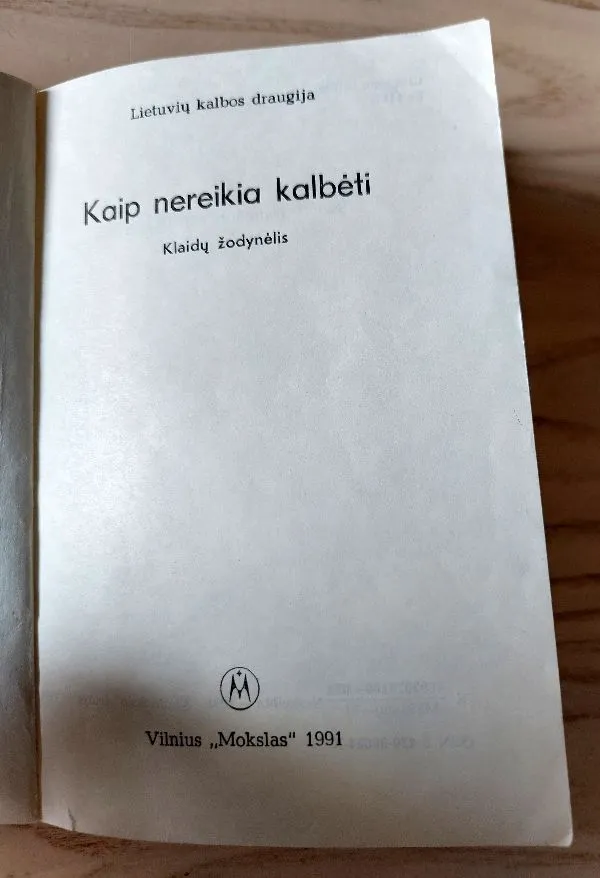 Lietuvių kalbos draugija
Kaip nereikia kalbėti
Klaidų žodynėlis
M
Vilnius „Mokslas“ 1991